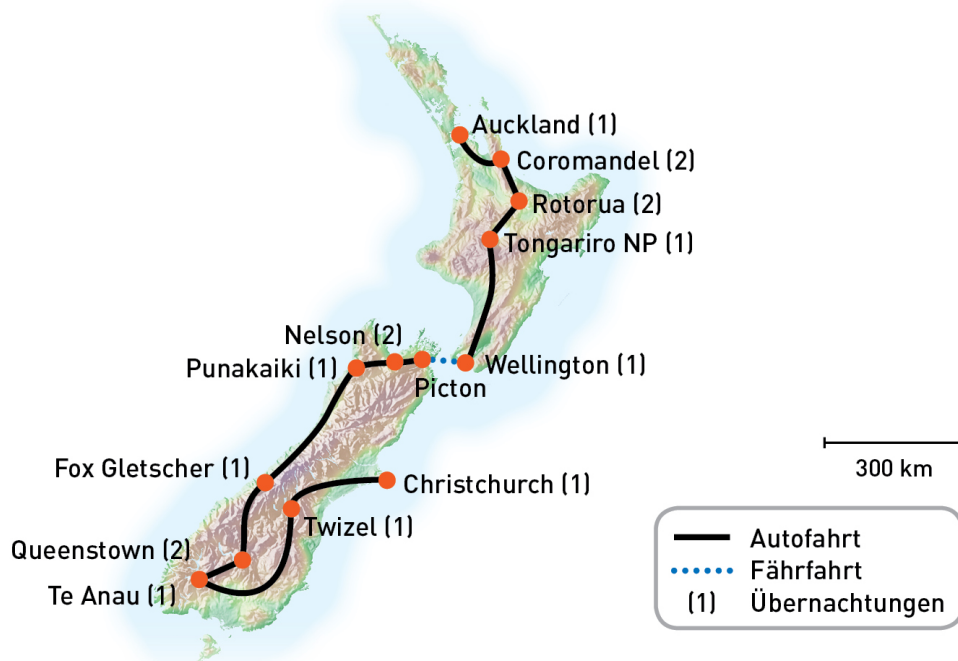 Auckland (1)
Coromandel (2)
Rotorua (2)
Tongariro NP (1)
Nelson (2)
Punakaiki (1)
Wellington (1)
Picton
Fox Gletscher (1)
Christchurch (1)
Twizel (1)
Queenstown (2)
Te Anau (1)
300 km
Autofahrt
Fährfahrt
(1) Übernachtungen